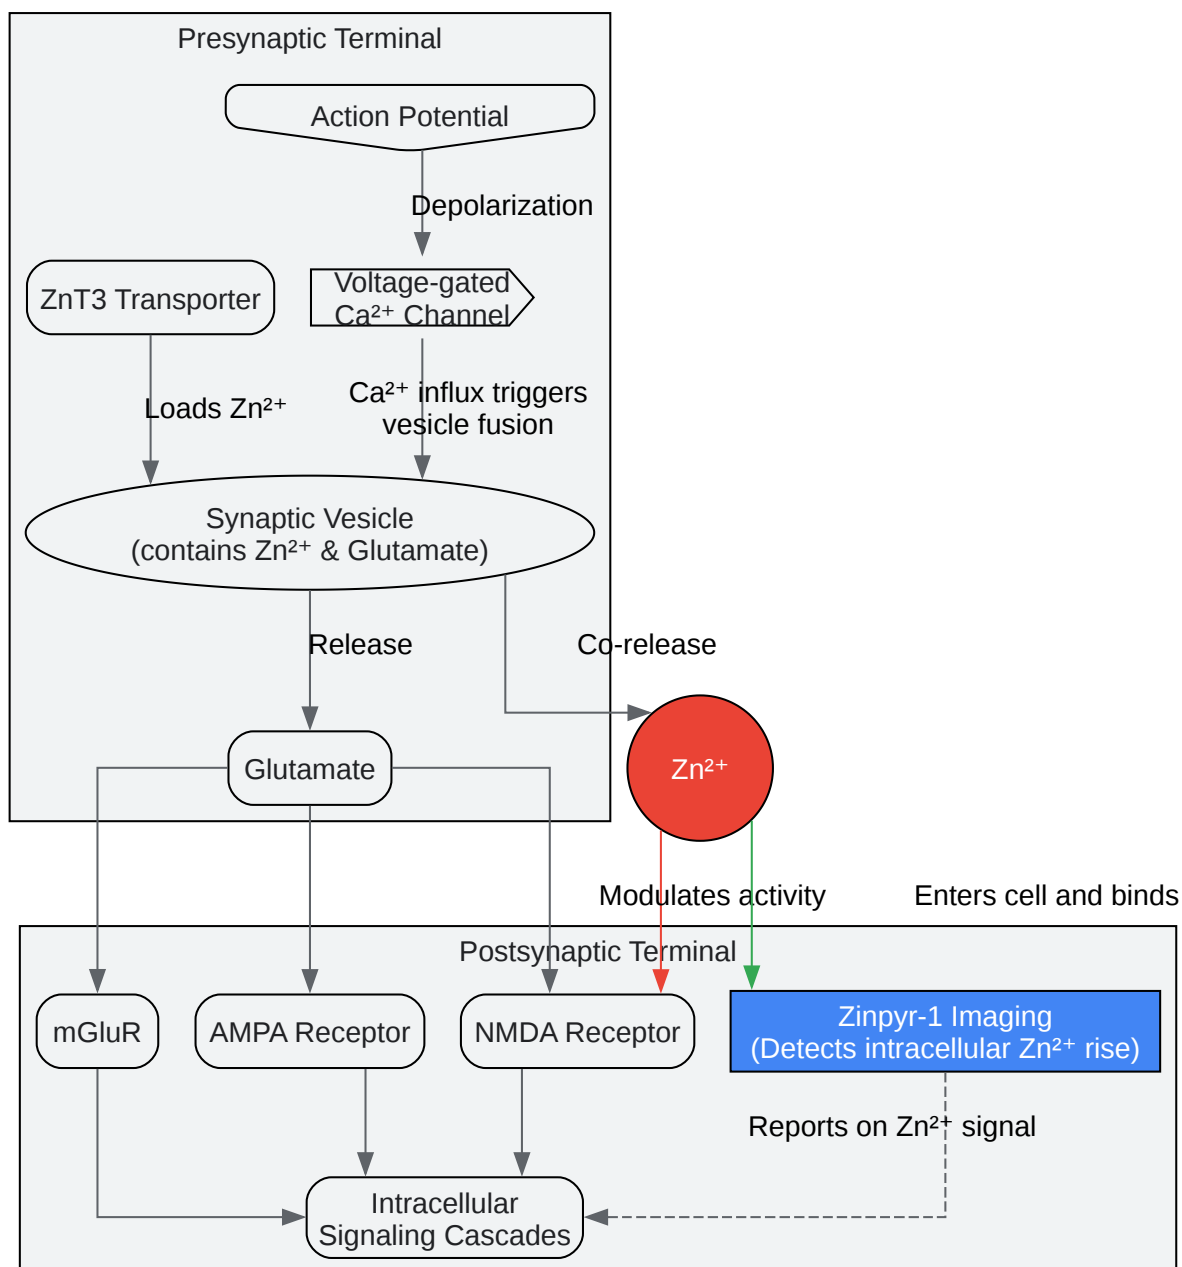 Presynaptic Terminal
Action Potential
Depolarization
ZnT3 Transporter
Voltage-gated
Ca²⁺ Channel
Loads Zn²⁺
Ca²⁺ influx triggers
vesicle fusion
Synaptic Vesicle
(contains Zn²⁺ & Glutamate)
Release
Co-release
Glutamate
Zn²⁺
Modulates activity
Enters cell and binds
Postsynaptic Terminal
mGluR
AMPA Receptor
NMDA Receptor
Zinpyr-1 Imaging
(Detects intracellular Zn²⁺ rise)
Reports on Zn²⁺ signal
Intracellular
Signaling Cascades